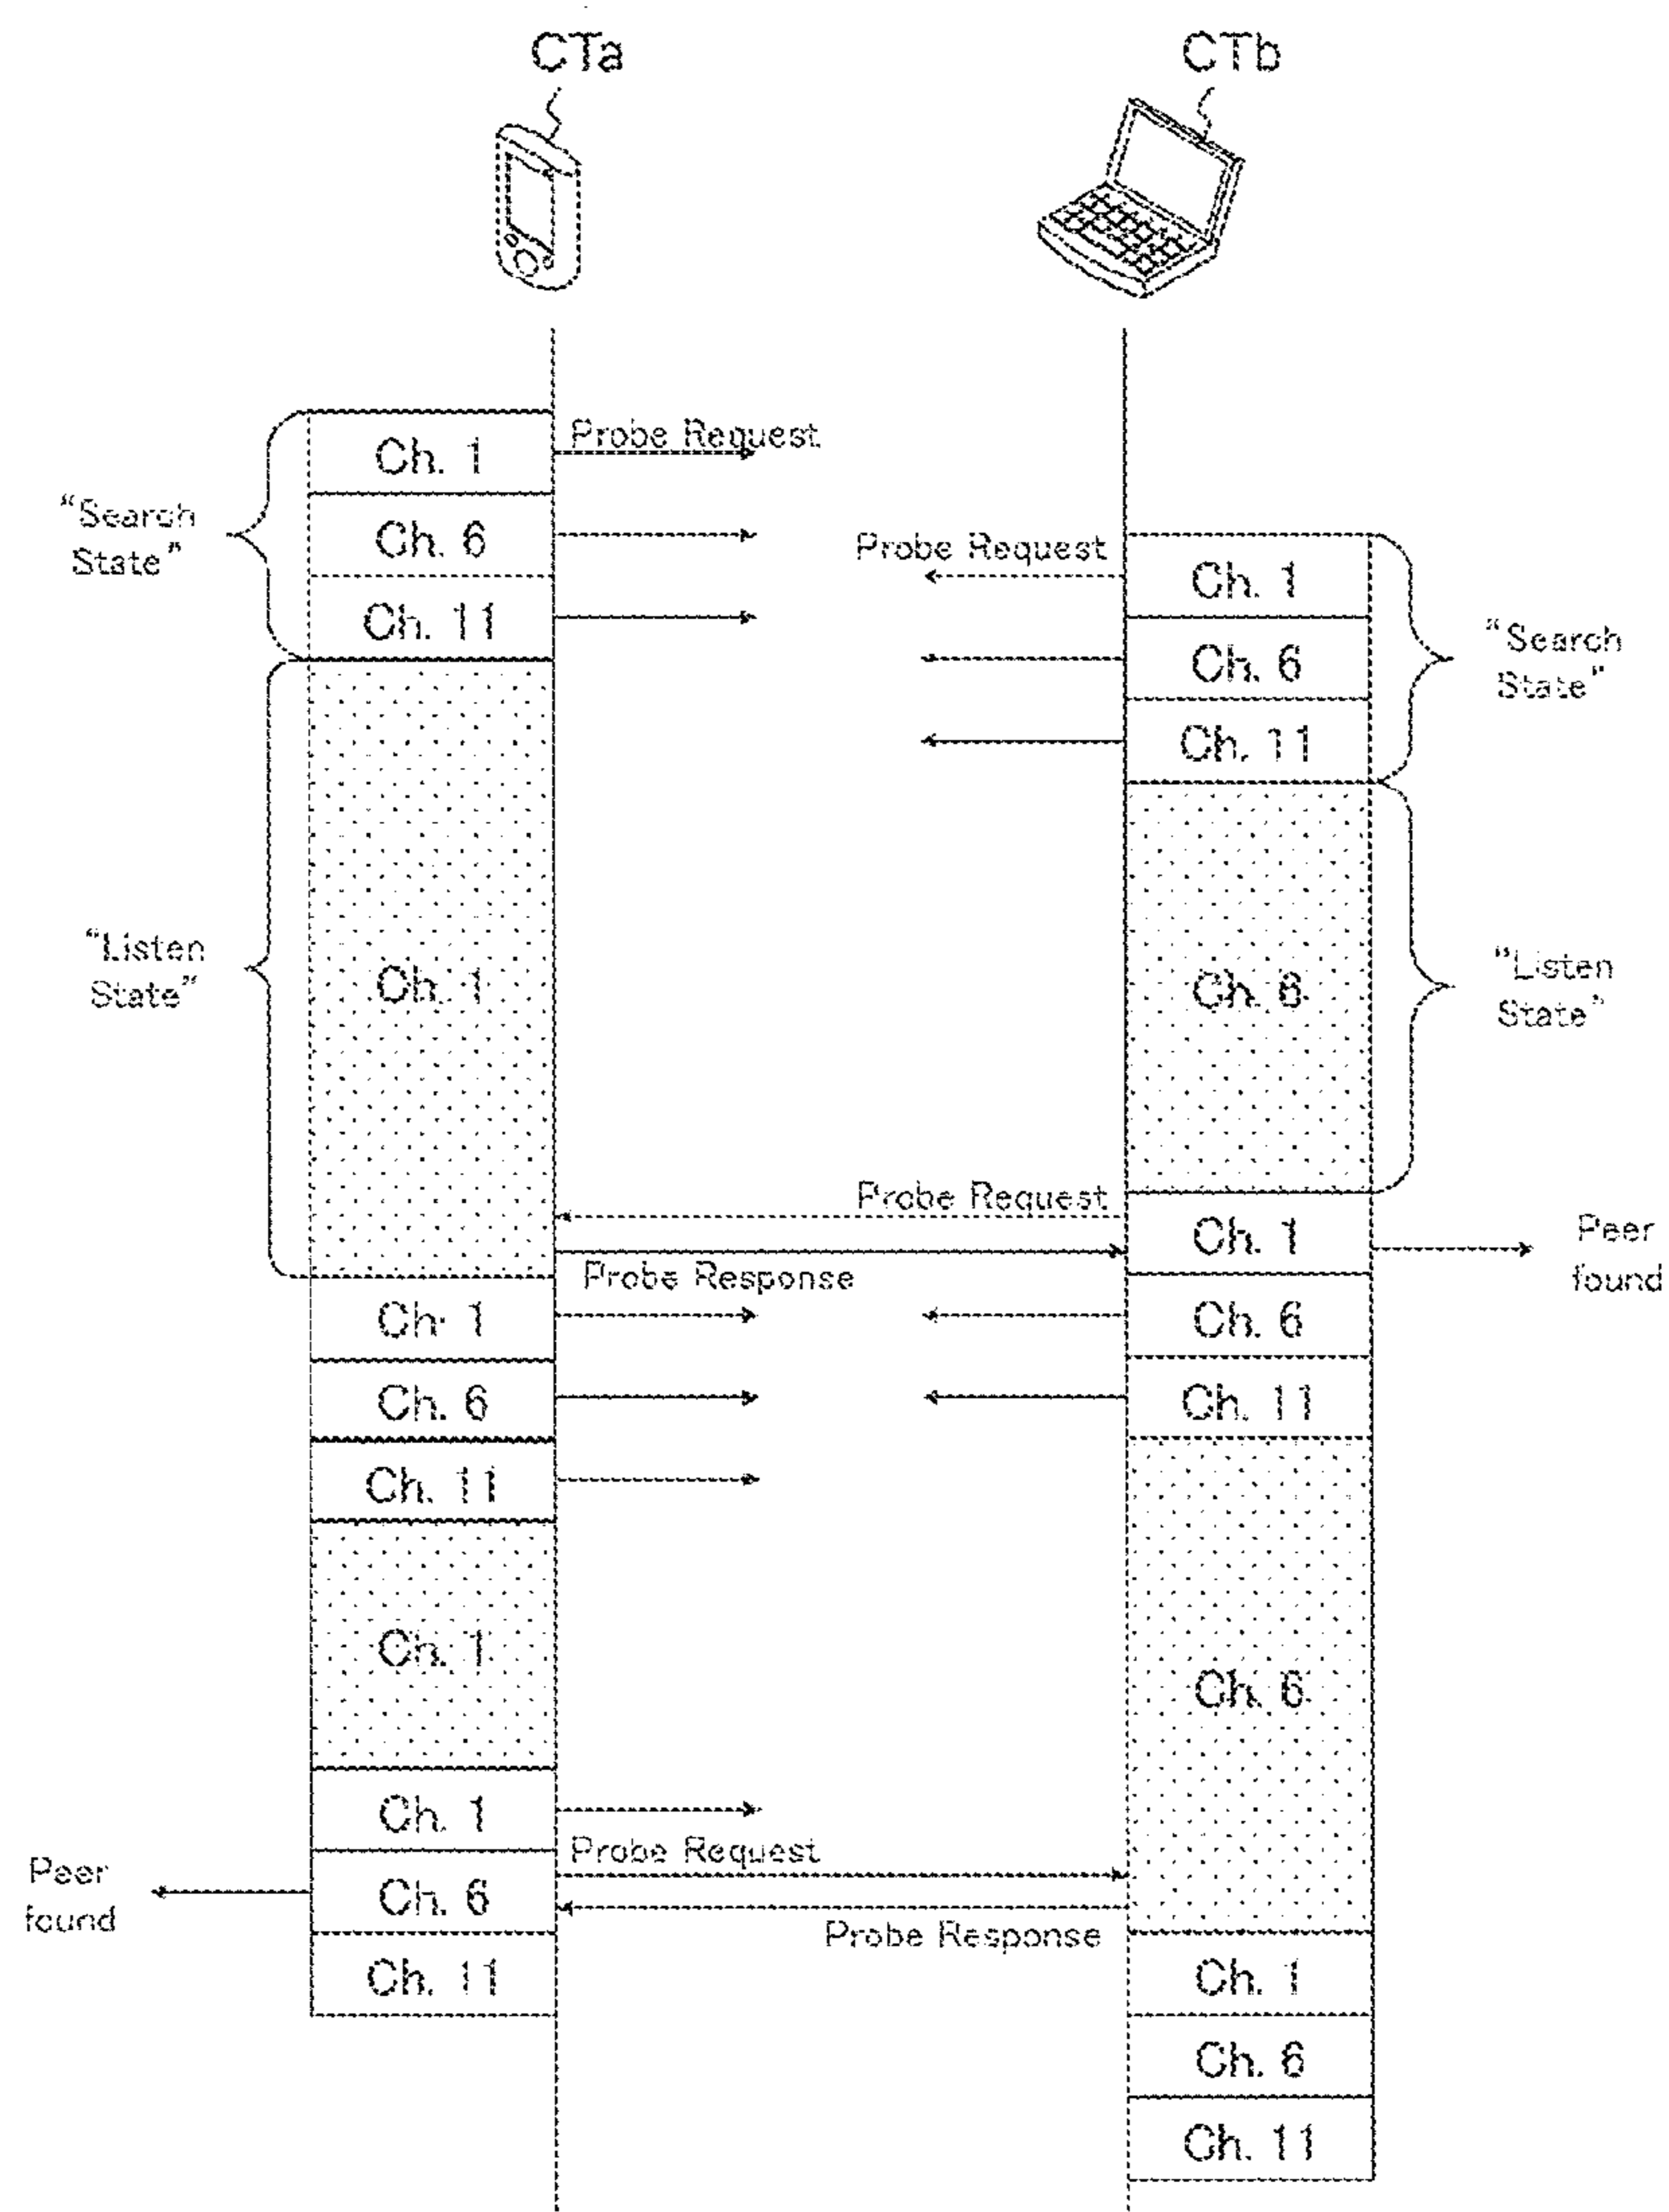 CTa
CTb
Probe Request
Ch. 1
"Search
State"
Ch. 6
Probe Request
Ch. 1
Ch. 11
"Search
State"
Ch. 6
Ch. 11
"Listen
State"
Ch. 1
Ch. 6
"Listen
State"
Probe Request
Ch. 1
Peer
found
Probe Response
Ch. 1
Ch. 6
Ch. 6
Ch. 11
Ch. 11
Ch. 1
Ch. 6
Ch. 1
Probe Request
Peer
found
Ch. 6
Probe Response
Ch. 11
Ch. 1
Ch. 6
Ch. 11